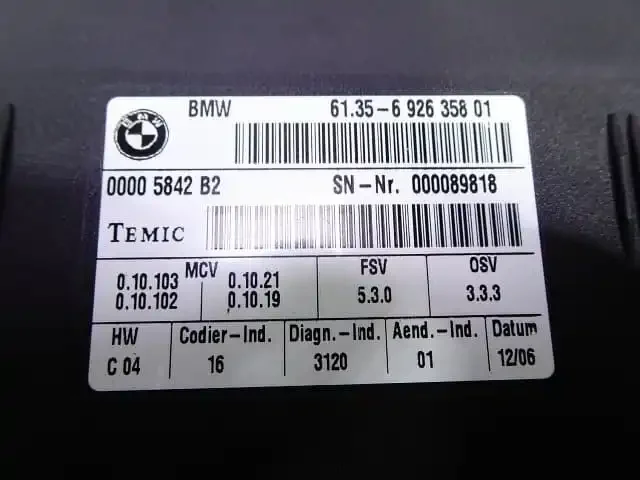 BMW 61.35-6 926 358 01
0000 5842 B2 SN-Nr. 000089818
TEMIC
MCV FSV OSV
0.10.103 0.10.21 5.3.0 3.3.3
0.10.102 0.10.19
HW Codier-Ind. Diagn.-Ind. Aend.-Ind. Datum
C 04 16 3120 01 12/06